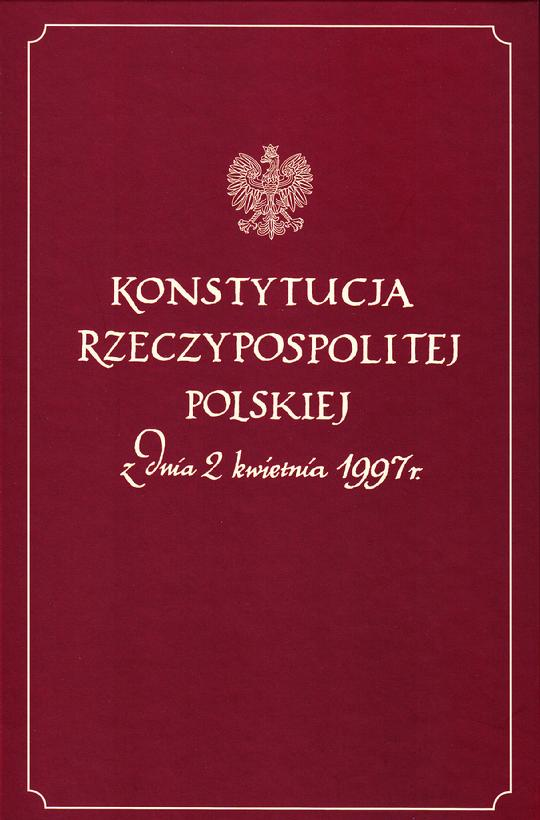 KONSTYTUCJA
RZECZYPOSPOLITEJ
POLSKIEJ
z dnia 2 kwietnia 1997 r.